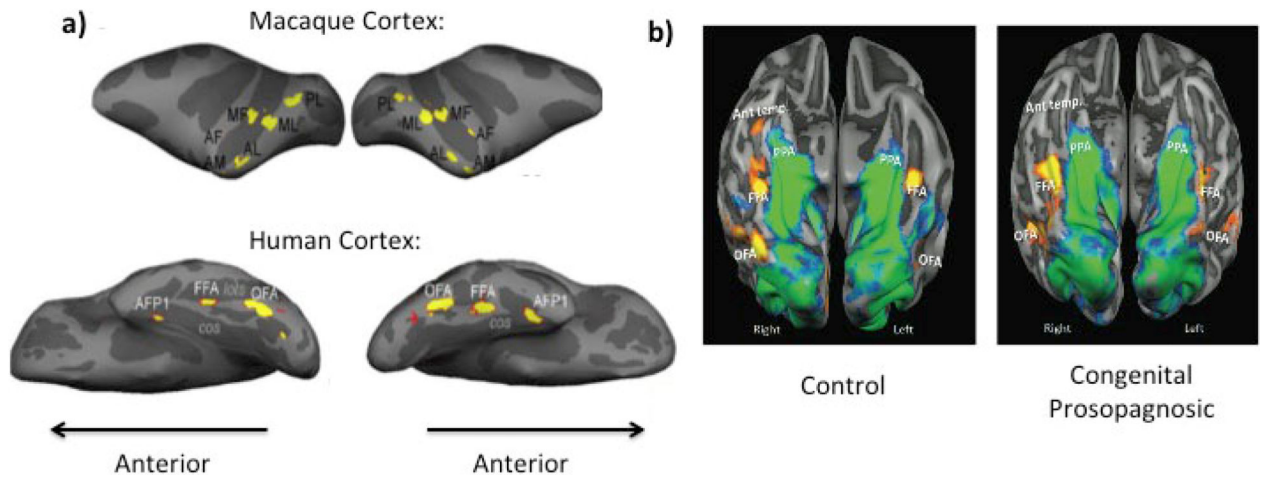 a)
Macaque Cortex:
PL
MF
ML
AF
AL
AM
PL
MF
ML
AF
AL
AM
Human Cortex:
AFP1
FFA
lots
OFA
cos
OFA
FFA
AFP1
cos
Anterior
Anterior
b)
Ant temp.
PPA
PPA
FFA
FFA
OFA
OFA
Right
Left
Control
Ant temp.
PPA
PPA
FFA
FFA
OFA
OFA
Right
Left
Congenital
Prosopagnosic